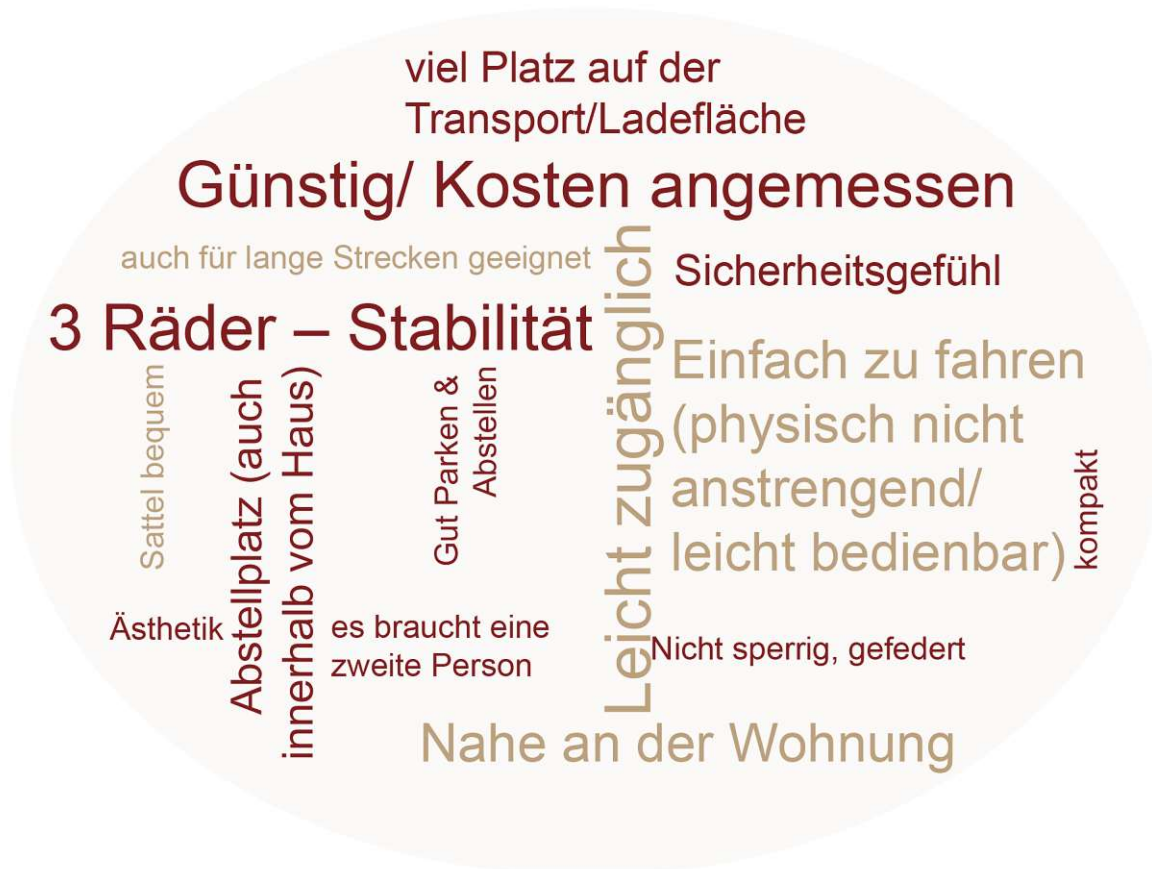 viel Platz auf der
Transport/Ladefläche
Günstig/ Kosten angemessen
auch für lange Strecken geeignet
Sicherheitsgefühl
3 Räder – Stabilität
Leicht zugänglich
Einfach zu fahren
(physisch nicht
anstrengend/
leicht bedienbar)
kompakt
Sattel bequem
Abstellplatz (auch
innerhalb vom Haus)
Gut Parken &
Abstellen
Ästhetik
es braucht eine
zweite Person
Nicht sperrig, gefedert
Nahe an der Wohnung